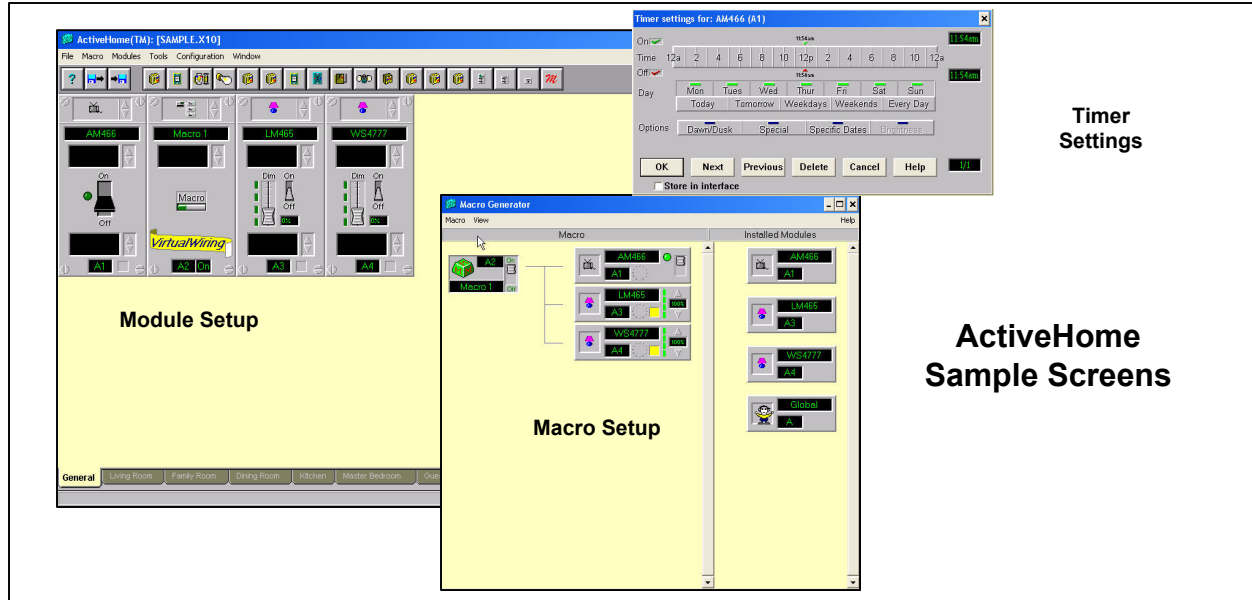 ActiveHome(TM): [SAMPLE.X10]
File Macro Modules Tools Configuration Window
AM466
Macro 1
LM465
WS4777
On
Off
Macro
VirtualWiring
Dim On
Off
0%
Dim On
Off
0%
A1
A2 On
A3
A4
Module Setup
General Living Room Family Room Dining Room Kitchen Master Bedroom
Timer settings for: AM466 (A1)
On
11:54am
11:54am
Time 12a 2 4 6 8 10 12p 2 4 6 8 10 12a
Off
11:54am
11:54am
Day Mon Tues Wed Thur Fri Sat Sun
Today Tomorrow Weekdays Weekends Every Day
Options Dawn/Dusk Special Specific Dates Brightness
OK Next Previous Delete Cancel Help 1/1
Store in interface
Timer
Settings
Macro Generator
Macro View Help
Macro Installed Modules
A2 On
Macro 1 Off
AM466
A1
LM465
A3
100%
WS4777
A4
100%
AM466
A1
LM465
A3
WS4777
A4
Global
A
Macro Setup
ActiveHome
Sample Screens